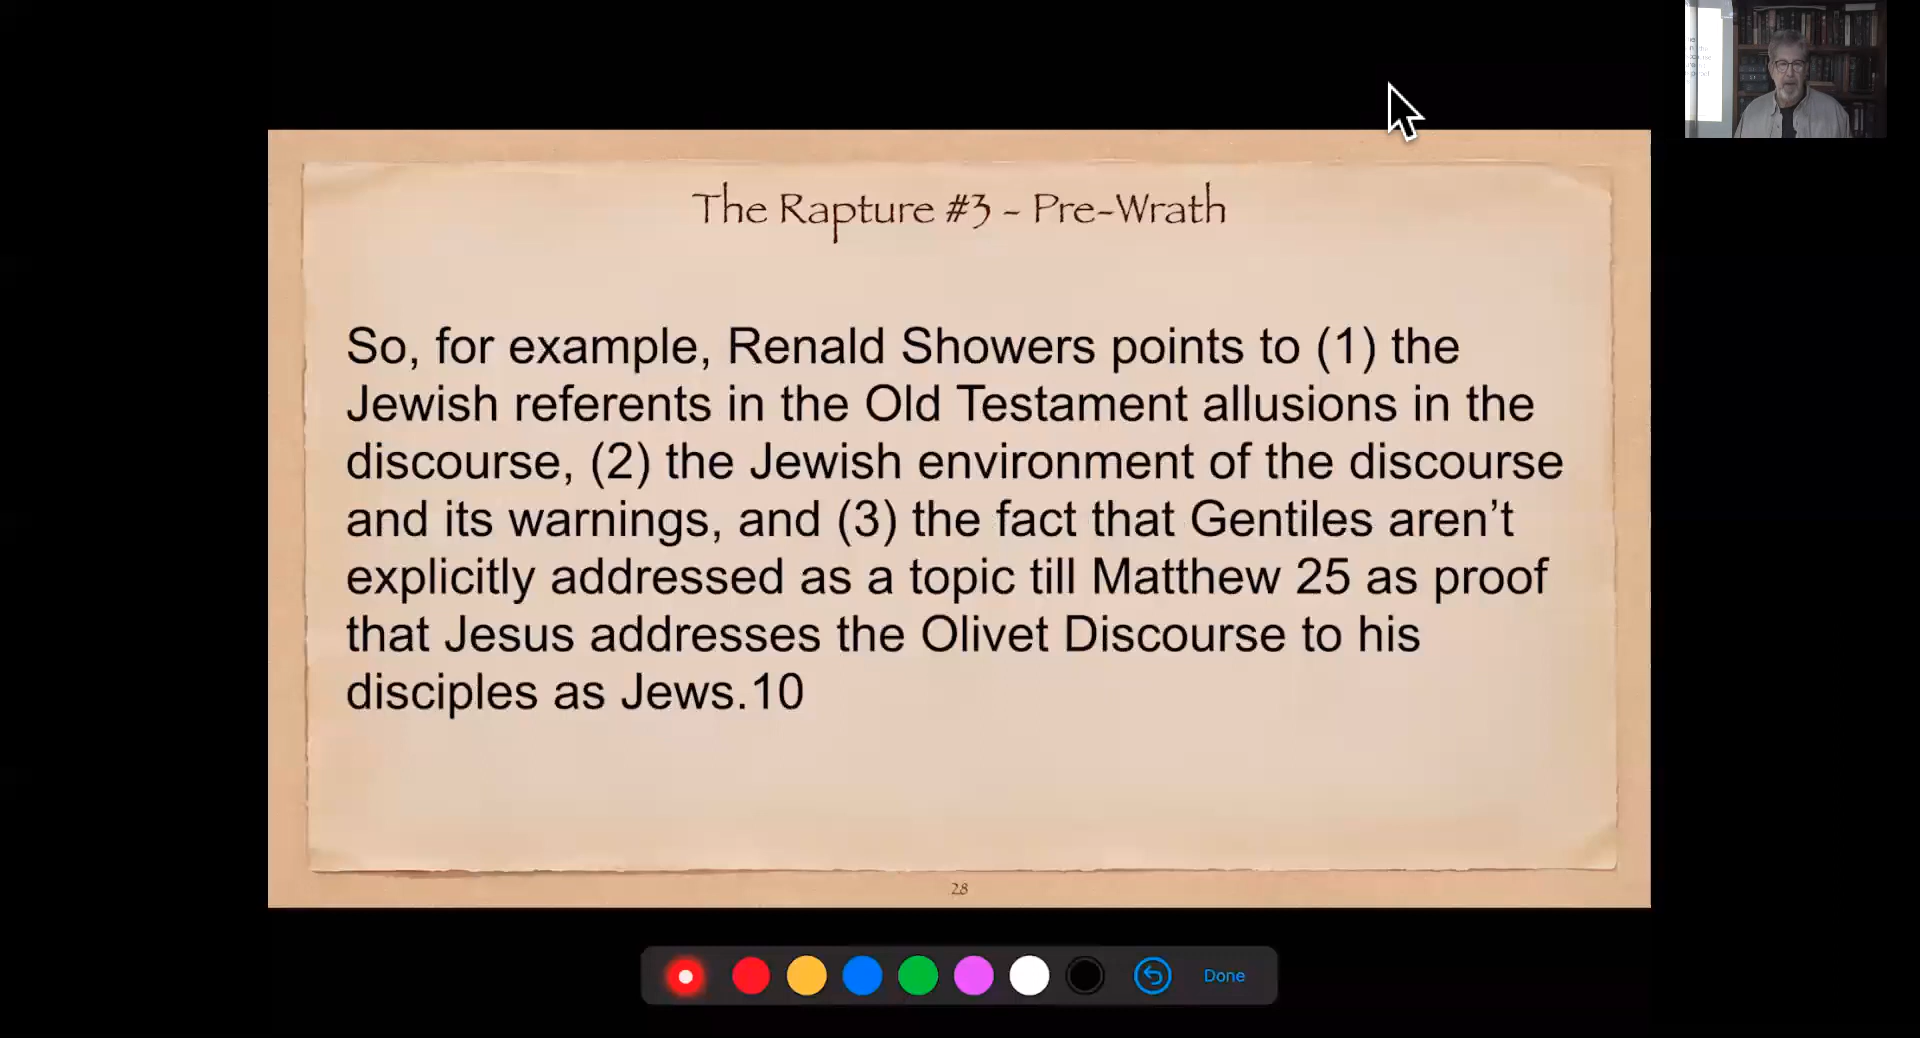 The Rapture #3 - Pre-Wrath
So, for example, Renald Showers points to (1) the
Jewish referents in the Old Testament allusions in the
discourse, (2) the Jewish environment of the discourse
and its warnings, and (3) the fact that Gentiles aren’t
explicitly addressed as a topic till Matthew 25 as proof
that Jesus addresses the Olivet Discourse to his
disciples as Jews.10
28
Done